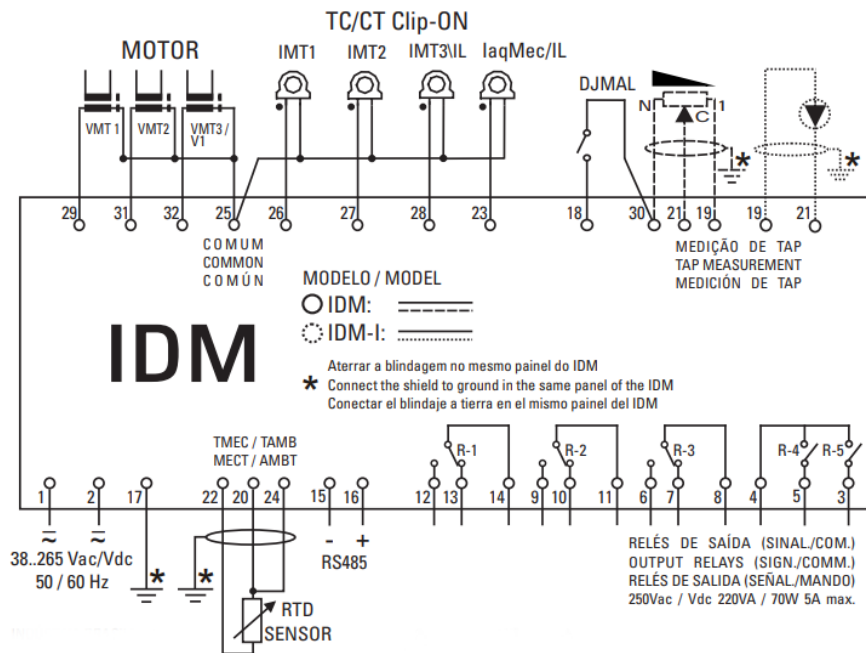 TC/CT Clip-ON
MOTOR
IMT1
IMT2
IMT3\IL
IaqMec/IL
DJMAL
N
1
C
VMT 1
VMT2
VMT3 /
V1
*
*
29
31
32
25
26
27
28
23
18
30
21
19
19
21
COMUM
COMMON
COMÚN
MEDIÇÃO DE TAP
TAP MEASUREMENT
MEDICIÓN DE TAP
MODELO / MODEL
IDM:
IDM-I:
IDM
Aterrar a blindagem no mesmo painel do IDM
* Connect the shield to ground in the same panel of the IDM
Conectar el blindaje a tierra en el mismo painel del IDM
TMEC / TAMB
MECT / AMBT
R-1
R-2
R-3
R-4
R-5
1
2
17
22
20
24
15
16
12
13
14
9
10
11
6
7
8
4
5
3
- +
RS485
38..265 Vac/Vdc
50 / 60 Hz
*
*
RTD
SENSOR
RELÉS DE SAÍDA (SINAL./COM.)
OUTPUT RELAYS (SIGN./COMM.)
RELÉS DE SALIDA (SEÑAL./MANDO)
250Vac / Vdc 220VA / 70W 5A max.